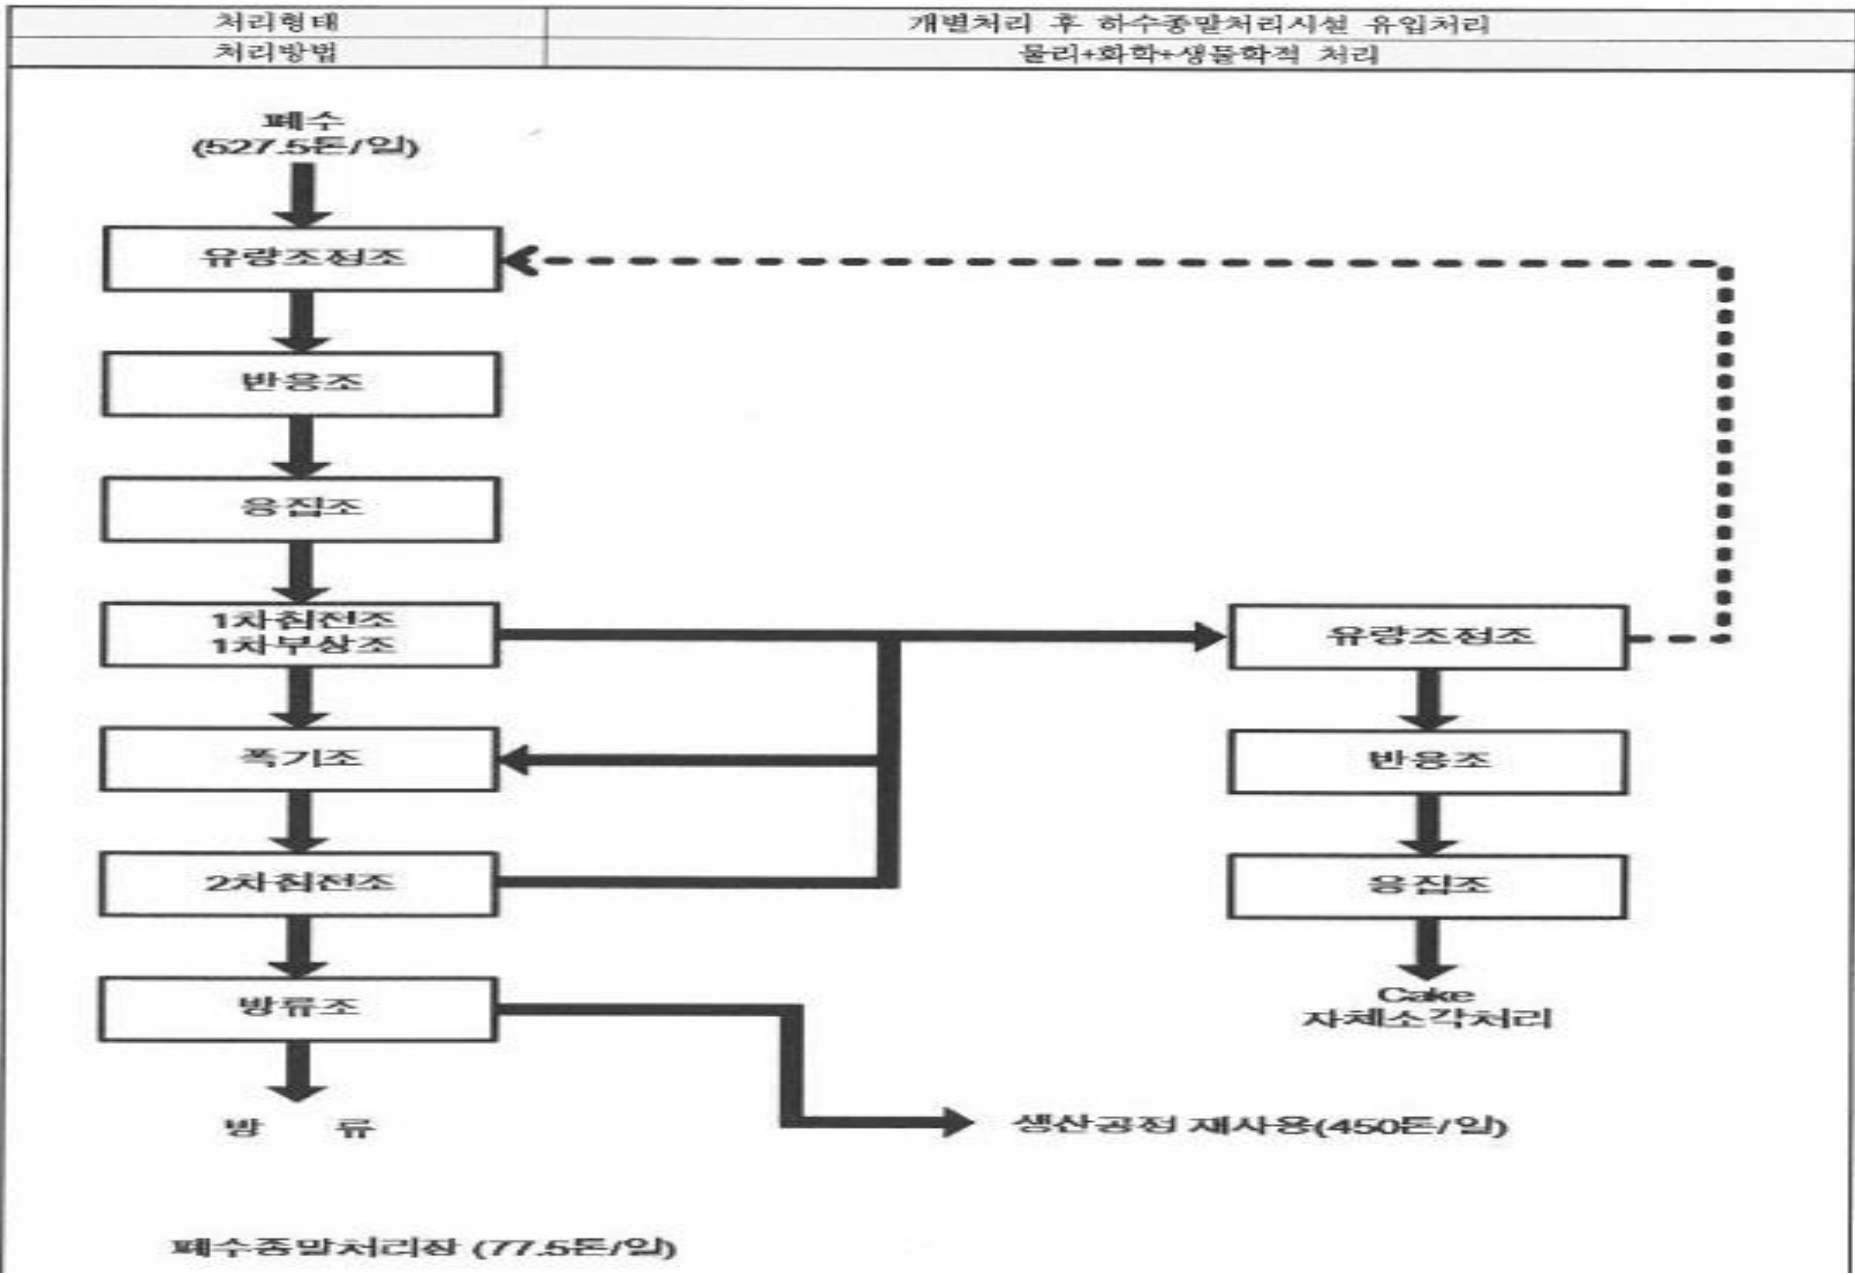 처리형태 개별처리 후 하수종말처리시설 유입처리
처리방법 물리+화학+생물학적 처리
폐수
(527.5톤/일)
유량조정조
반응조
응집조
1차침전조
1차부상조
폭기조
2차침전조
방류조
방 류
유량조정조
반응조
응집조
Cake
자체소각처리
생산공정 재사용(450톤/일)
폐수종말처리장 (77.5톤/일)